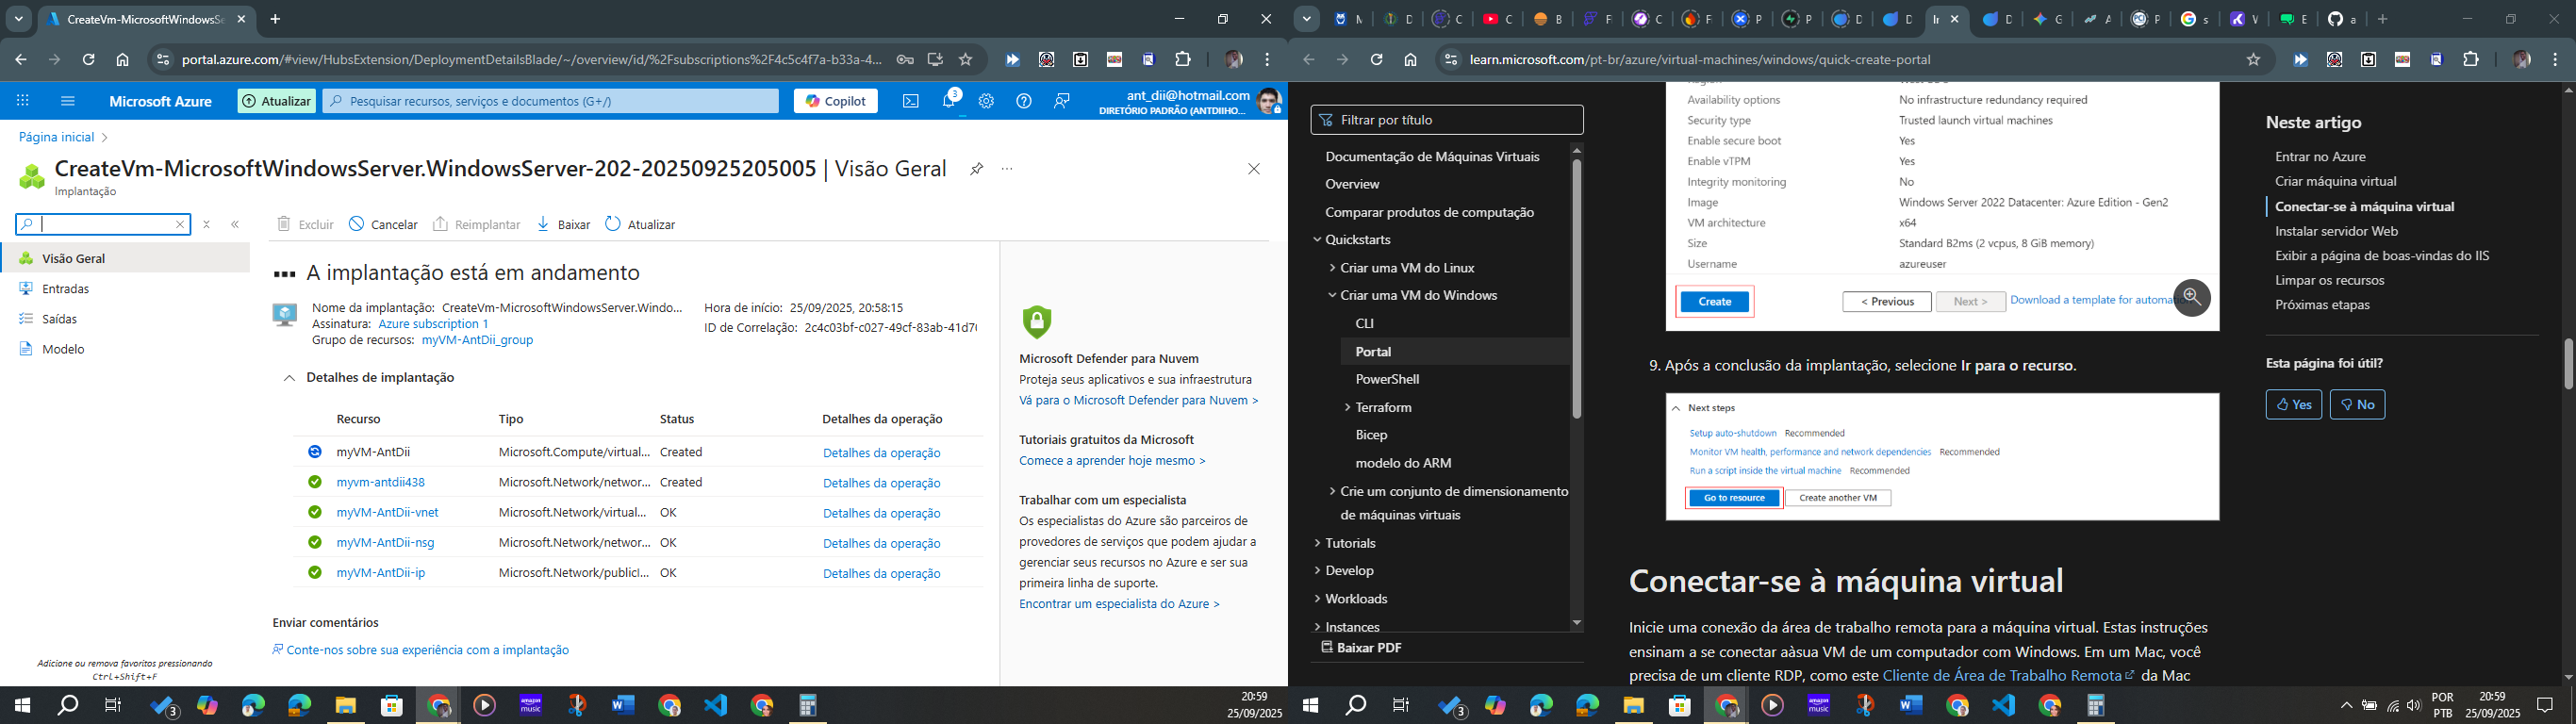 CreateVm-MicrosoftWindowsSe
portal.azure.com/#view/HubsExtension/DeploymentDetailsBlade/~/overview/id/%2Fsubscriptions%2F4c5c4f7a-b33a-4...
Microsoft Azure
Atualizar
Pesquisar recursos, serviços e documentos (G+/)
Copilot
3
ant_dii@hotmail.com
DIRETÓRIO PADRÃO (ANTDIIHO...
Página inicial
CreateVm-MicrosoftWindowsServer.WindowsServer-202-20250925205005 | Visão Geral
Implantação
Excluir
Cancelar
Reimplantar
Baixar
Atualizar
Visão Geral
Entradas
Saídas
Modelo
Adicione ou remova favoritos pressionando
Ctrl+Shift+F
A implantação está em andamento
Nome da implantação: CreateVm-MicrosoftWindowsServer.Windo...
Assinatura: Azure subscription 1
Grupo de recursos: myVM-AntDii_group
Hora de início: 25/09/2025, 20:58:15
ID de Correlação: 2c4c03bf-c027-49cf-83ab-41d7
Detalhes de implantação
Recurso Tipo Status Detalhes da operação
myVM-AntDii Microsoft.Compute/virtual... Created Detalhes da operação
myvm-antdii438 Microsoft.Network/networ... Created Detalhes da operação
myVM-AntDii-vnet Microsoft.Network/virtual... OK Detalhes da operação
myVM-AntDii-nsg Microsoft.Network/networ... OK Detalhes da operação
myVM-AntDii-ip Microsoft.Network/publicI... OK Detalhes da operação
Enviar comentários
Conte-nos sobre sua experiência com a implantação
Microsoft Defender para Nuvem
Proteja seus aplicativos e sua infraestrutura
Vá para o Microsoft Defender para Nuvem >
Tutoriais gratuitos da Microsoft
Comece a aprender hoje mesmo >
Trabalhar com um especialista
Os especialistas do Azure são parceiros de
provedores de serviços que podem ajudar a
gerenciar seus recursos no Azure e ser sua
primeira linha de suporte.
Encontrar um especialista do Azure >
3
20:59
25/09/2025
learn.microsoft.com/pt-br/azure/virtual-machines/windows/quick-create-portal
Filtrar por título
Documentação de Máquinas Virtuais
Overview
Comparar produtos de computação
Quickstarts
Criar uma VM do Linux
Criar uma VM do Windows
CLI
Portal
PowerShell
Terraform
Bicep
modelo do ARM
Crie um conjunto de dimensionamento
de máquinas virtuais
Tutorials
Develop
Workloads
Instances
Baixar PDF
Availability options No infrastructure redundancy required
Security type Trusted launch virtual machines
Enable secure boot Yes
Enable vTPM Yes
Integrity monitoring No
Image Windows Server 2022 Datacenter: Azure Edition - Gen2
VM architecture x64
Size Standard B2ms (2 vcpus, 8 GiB memory)
Username azureuser
Create
< Previous
Next >
Download a template for automati
9. Após a conclusão da implantação, selecione Ir para o recurso.
Next steps
Setup auto-shutdown Recommended
Monitor VM health, performance and network dependencies Recommended
Run a script inside the virtual machine Recommended
Go to resource
Create another VM
Conectar-se à máquina virtual
Inicie uma conexão da área de trabalho remota para a máquina virtual. Estas instruções
ensinam a se conectar aàsua VM de um computador com Windows. Em um Mac, você
precisa de um cliente RDP, como este Cliente de Área de Trabalho Remota da Mac
Neste artigo
Entrar no Azure
Criar máquina virtual
Conectar-se à máquina virtual
Instalar servidor Web
Exibir a página de boas-vindas do IIS
Limpar os recursos
Próximas etapas
Esta página foi útil?
Yes
No
3
POR
PTB
20:59
25/09/2025